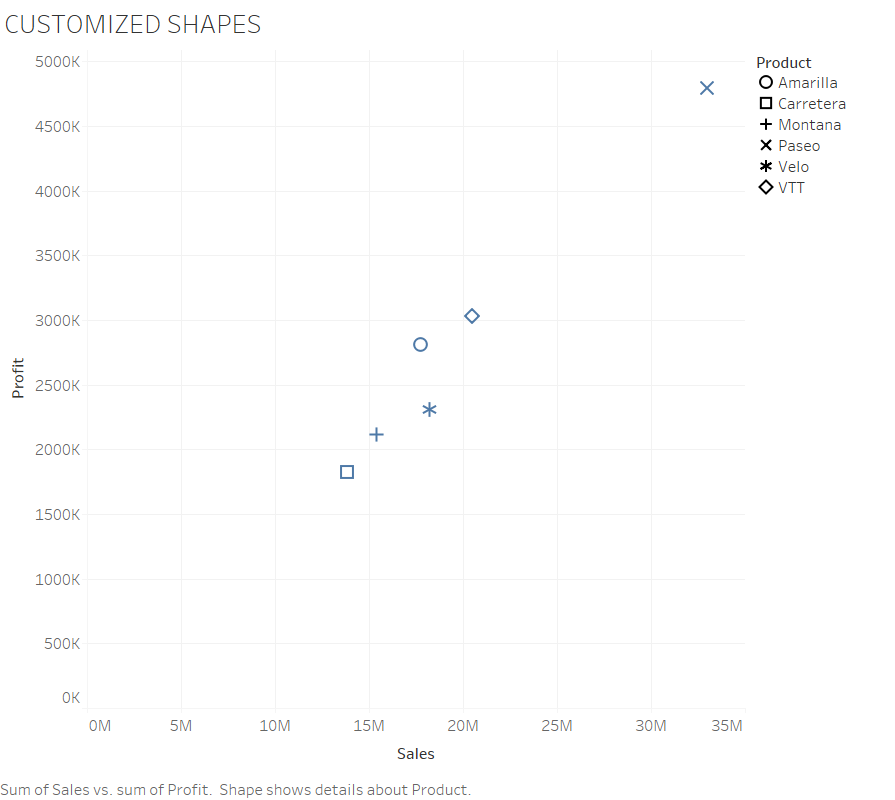 CUSTOMIZED SHAPES
5000K
4500K
4000K
3500K
3000K
2500K
2000K
1500K
1000K
500K
0K
Profit
0M 5M 10M 15M 20M 25M 30M 35M
Sales
Product
Amarilla
Carretera
Montana
Paseo
Velo
VTT
Sum of Sales vs. sum of Profit. Shape shows details about Product.